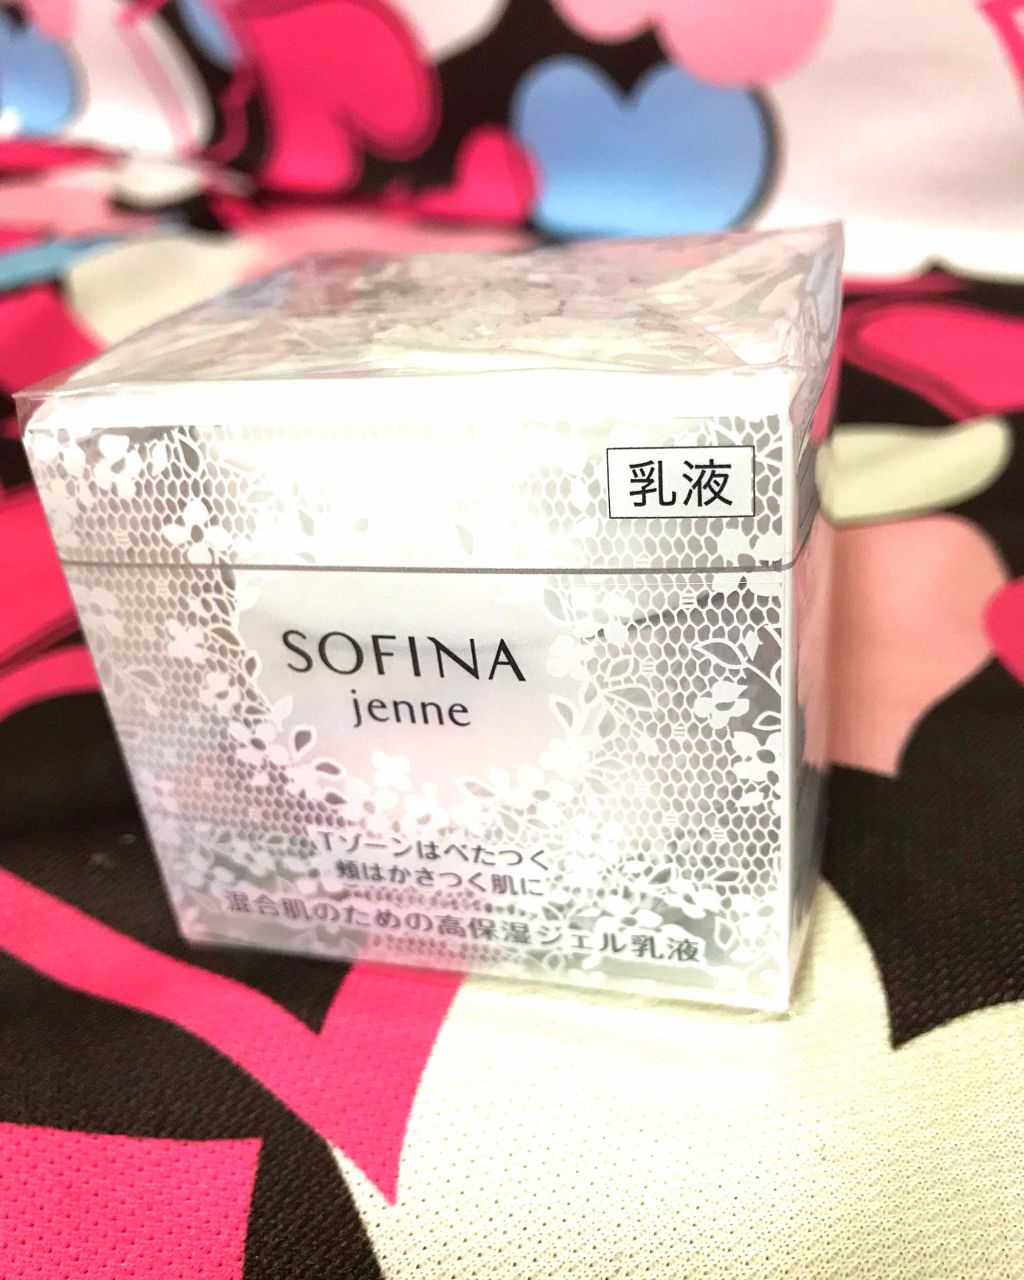 乳液
SOFINA
jenne
Tゾーンはべたつく
頬はかさつく肌に
混合肌のための高保湿ジェル乳液